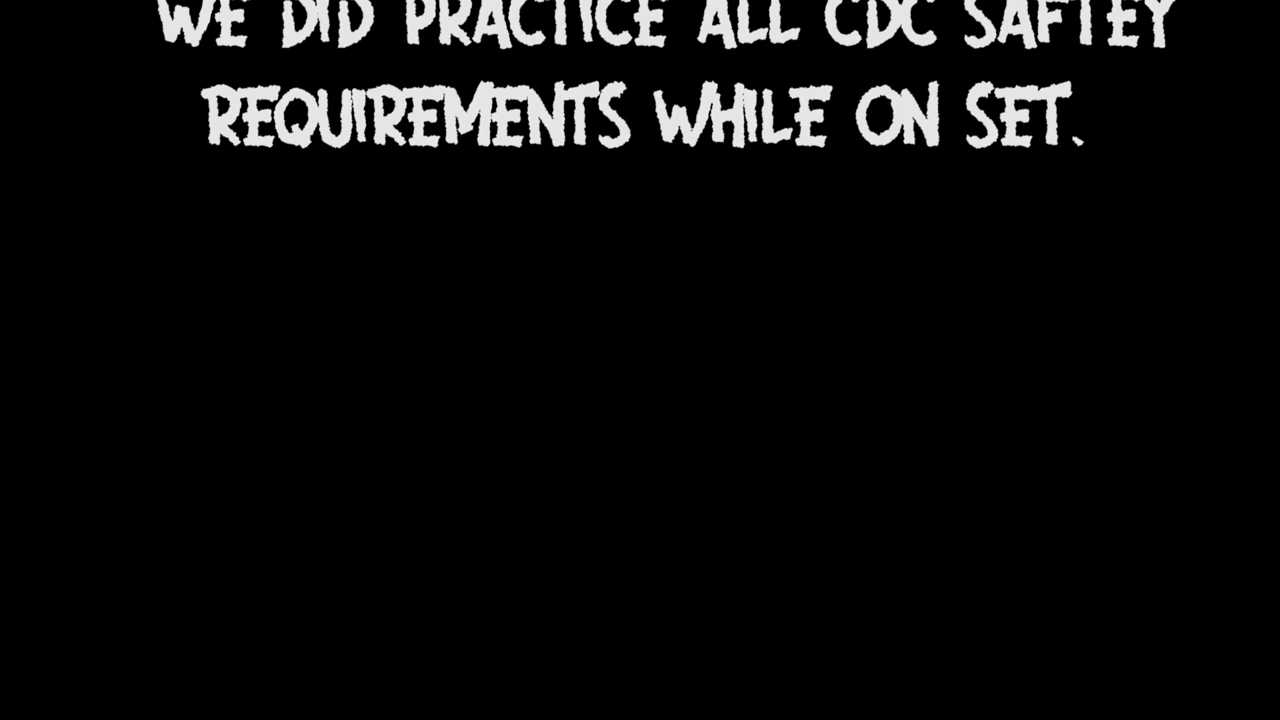 WE DID PRACTICE ALL CDC SAFTEY
REQUIREMENTS WHILE ON SET.